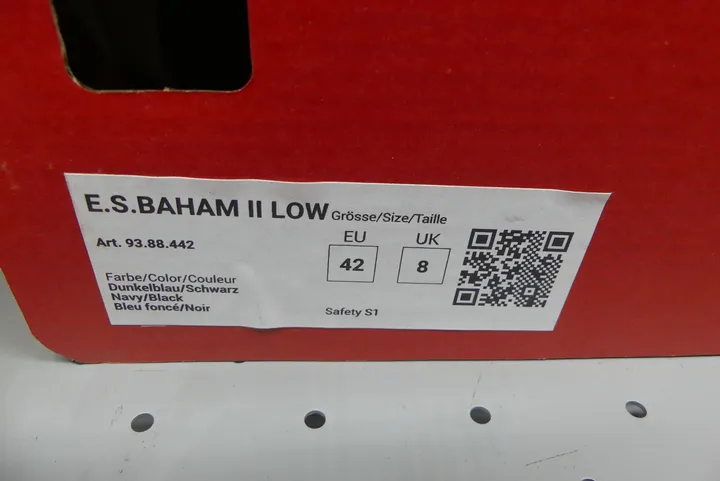 E.S.BAHAM II LOW Grösse/Size/Taille
EU UK
Art. 93.88.442
42 8
Farbe/Color/Couleur
Dunkelblau/Schwarz
Navy/Black
Bleu foncé/Noir
Safety S1